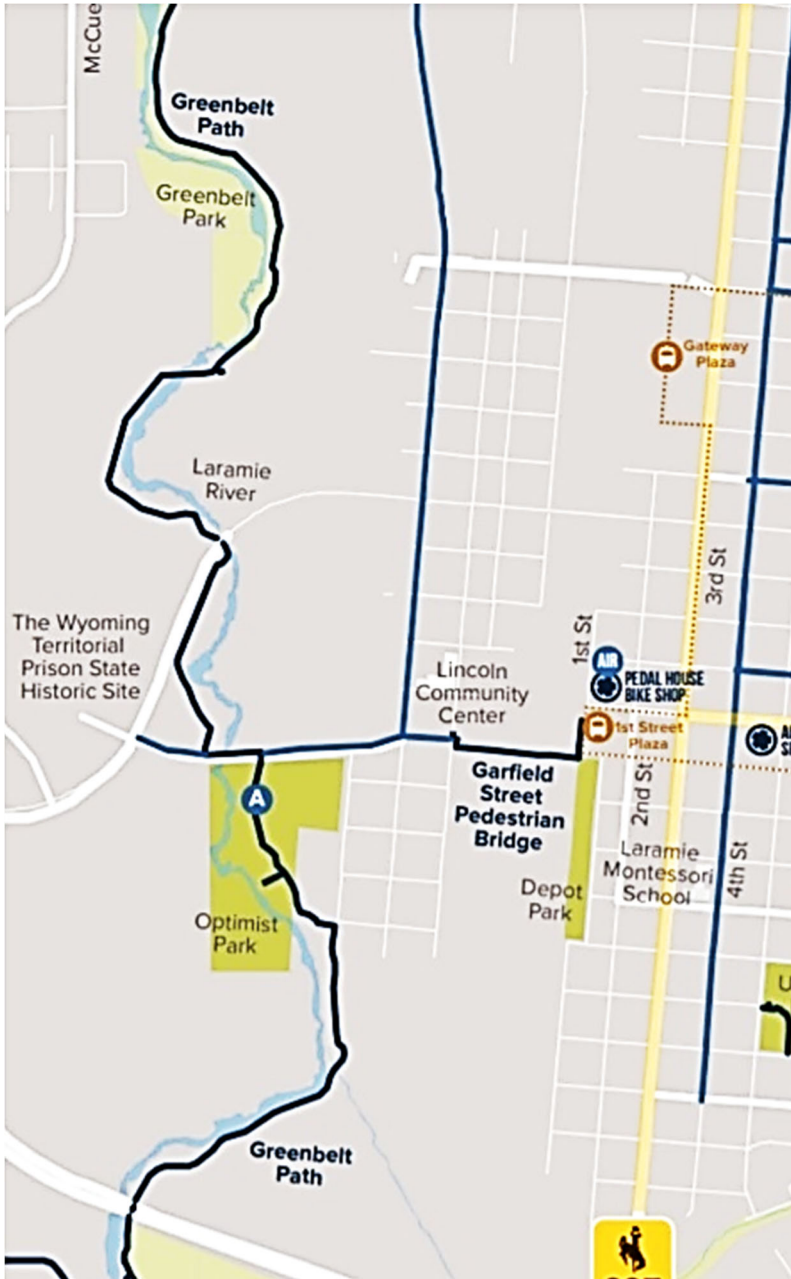 McCue
Greenbelt
Path
Greenbelt
Park
Gateway
Plaza
Laramie
River
3rd St
The Wyoming
Territorial
Prison State
Historic Site
1st St
AIR
PEDAL HOUSE
BIKE SHOP
Lincoln
Community
Center
1st Street
Plaza
Garfield
Street
Pedestrian
Bridge
2nd St
A
Laramie
Montessori
School
4th St
Depot
Park
Optimist
Park
U
Greenbelt
Path